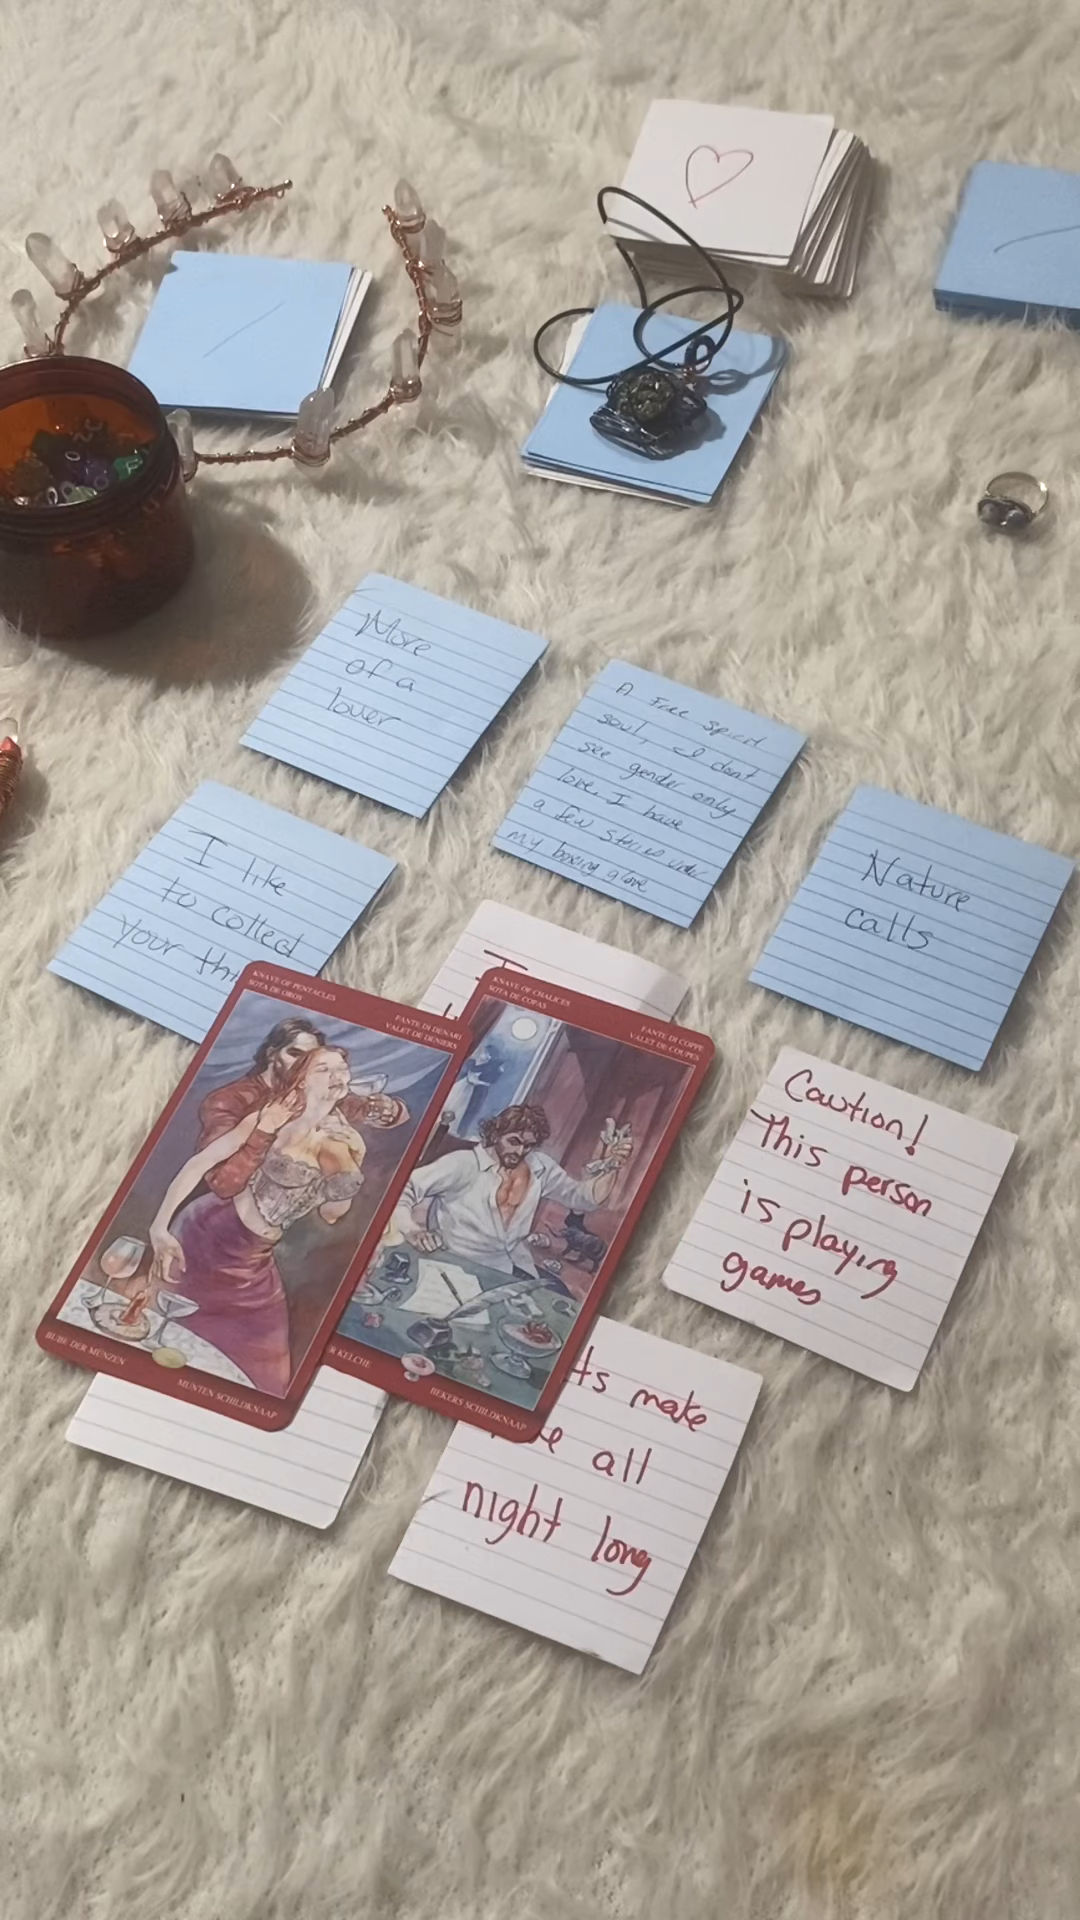 More
of a
lover
A Free spirit
soul, I dont
see gender only
love. I have
a few stories under
my boxing glove
Nature
calls
I like
to collect
your
I
KNAVE OF PENTACLES
SOTA DE OROS
FANTE DI DENARI
VALET DE DENIERS
BUBE DER MÜNZEN
MUNTEN SCHILDKNAAP
KNAVE OF CHALICES
SOTA DE COPAS
FANTE DI COPPE
VALET DE COUPES
R KELCHE
BEKERS SCHILDKNAAP
Caution!
This person
is playing
games
ts make
all
night long